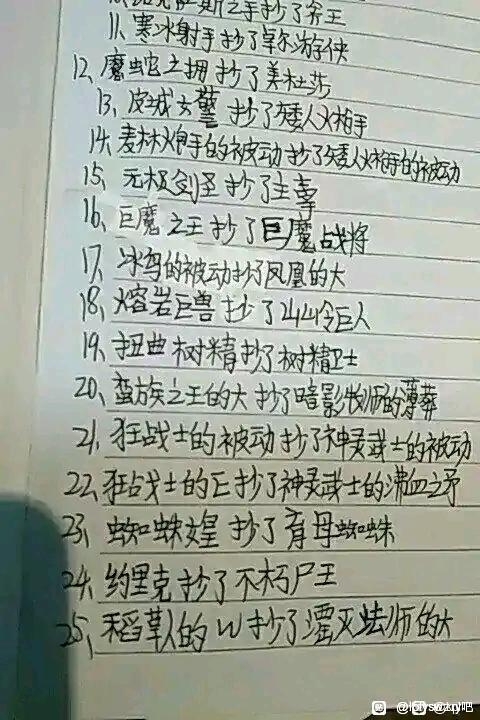 斯之手抄了斧王
11、寒冰射手抄了卓尔游侠
12、魔蛇之拥抄了美杜莎
13、皮城女警抄了矮人火枪手
14、麦林炮手的被动抄了矮人火枪手的被动
15、无极剑圣抄了主宰
16、巨魔之王抄了巨魔战将
17、冰鸟的被动抄了凤凰的大
18、熔岩巨兽抄了山岭巨人
19、扭曲树精抄了树精卫士
20、蛮族之王的大抄了暗影牧师的薄葬
21、狂战士的被动抄了神灵武士的被动
22、狂战士的E抄了神灵武士的沸血之矛
23、蜘蛛女皇抄了育母蜘蛛
24、约里克抄了不朽尸王
25、稻草人的W抄了湮灭法师的大